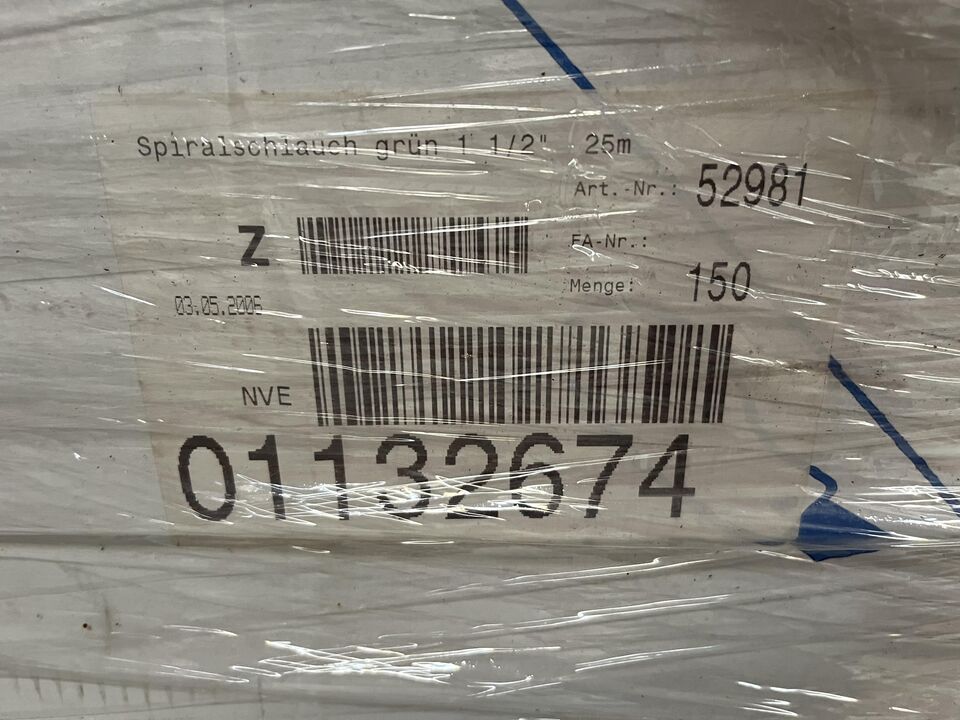 Spiralschlauch grün 1 1/2" 25m
Art.-Nr.: 52981
Z
FA-Nr.:
Menge: 150
03.05.2006
NVE
01132674